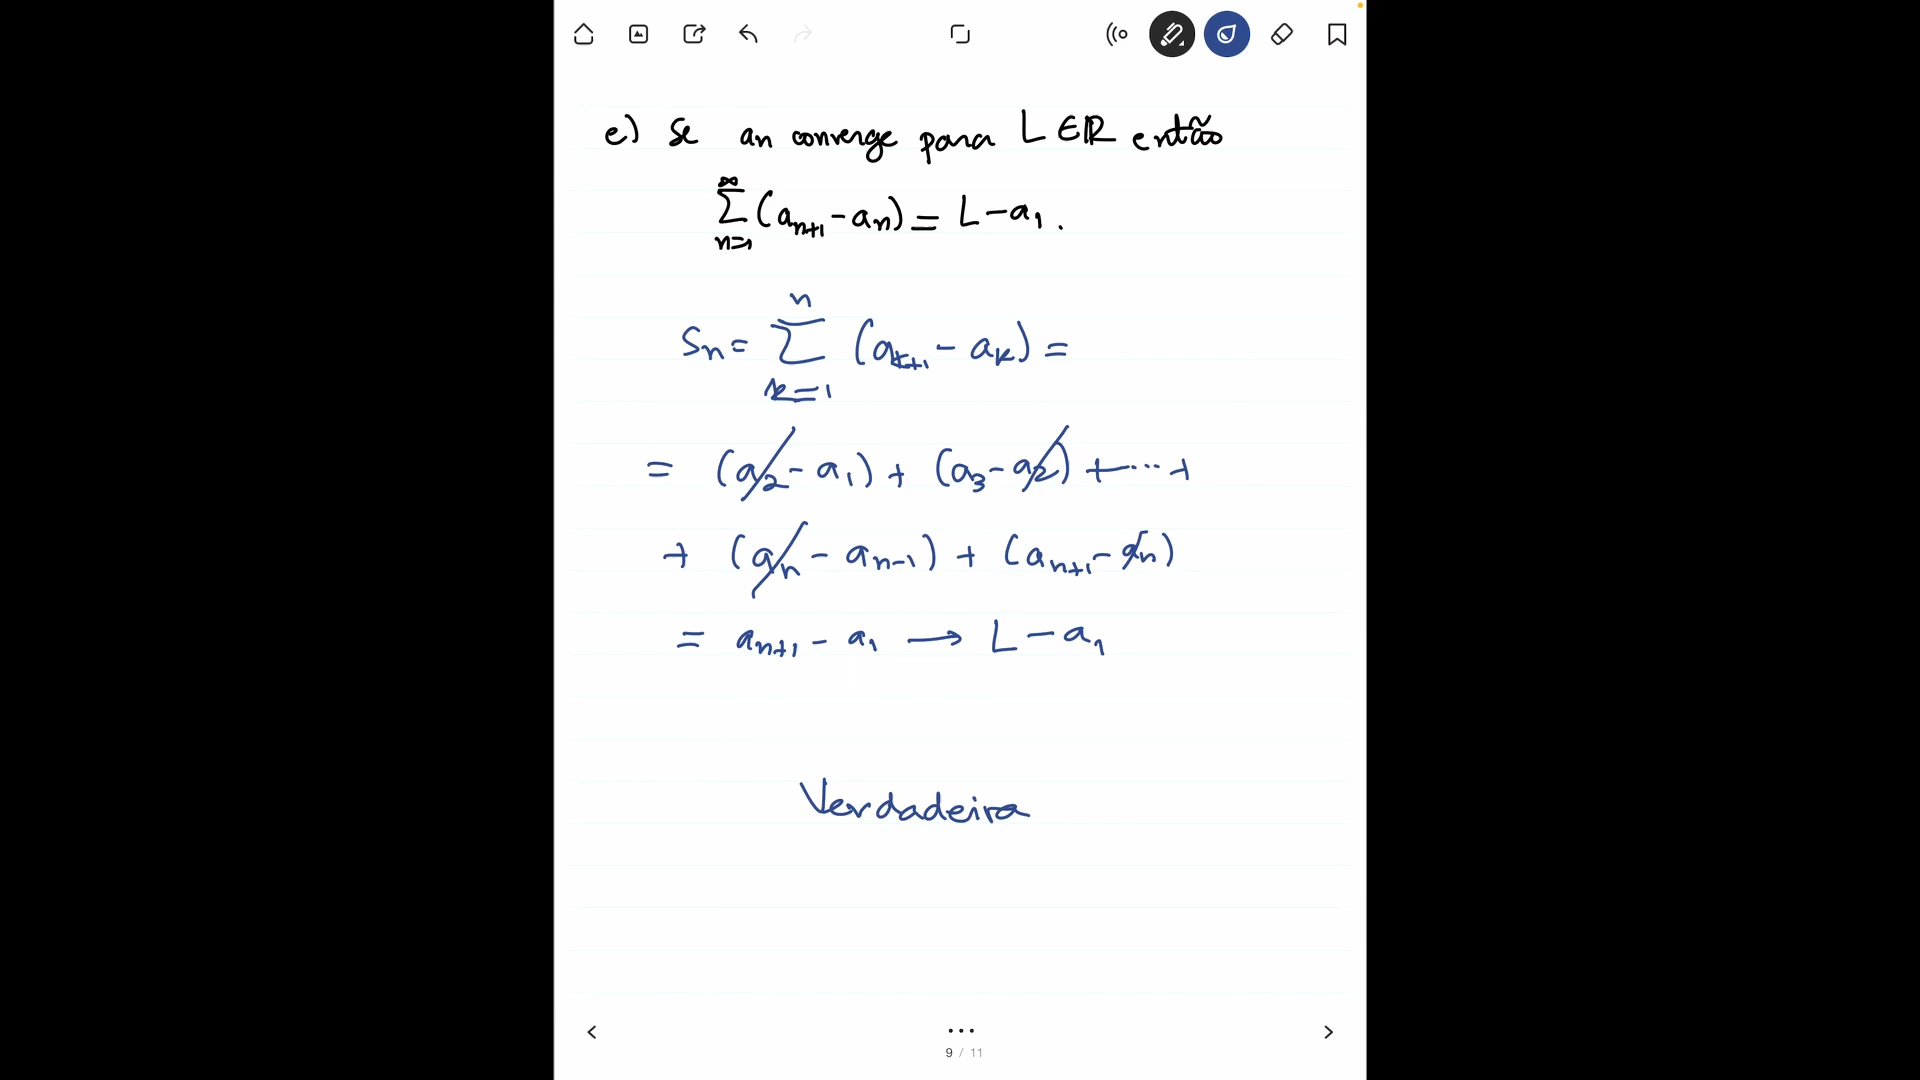 e) Se an converge para L ∈ ℝ então
∑_{n=1}^{∞} (a_{n+1} - a_n) = L - a_1.
S_n = ∑_{k=1}^{n} (a_{k+1} - a_k) =
= (a_2 - a_1) + (a_3 - a_2) + ... +
+ (a_n - a_{n-1}) + (a_{n+1} - a_n)
= a_{n+1} - a_1 → L - a_1
Verdadeira
9 / 11